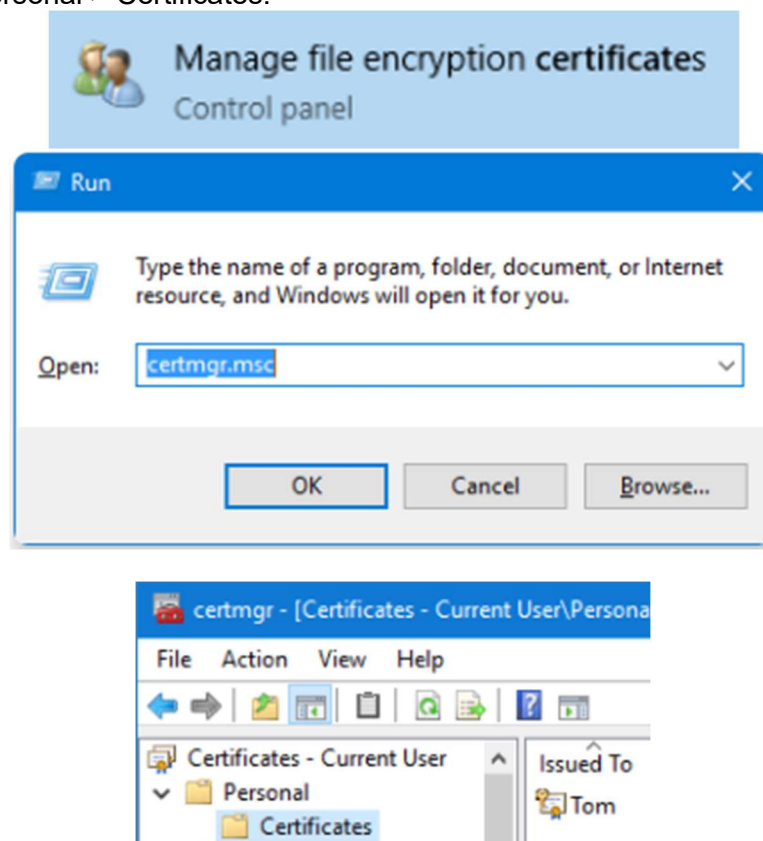 Personal > Certificates.
Manage file encryption certificates
Control panel
Run
Type the name of a program, folder, document, or Internet
resource, and Windows will open it for you.
Open:
certmgr.msc
OK Cancel Browse...
certmgr - [Certificates - Current User\Persona
File Action View Help
Certificates - Current User
Issued To
Personal
Tom
Certificates